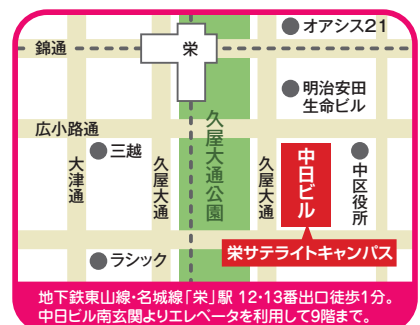 オアシス21
錦通
栄
明治安田
生命ビル
広小路通
三越
大津通
久屋大通
久屋大通公園
久屋大通
中日ビル
中区役所
栄サテライトキャンパス
ラシック
地下鉄東山線・名城線「栄」駅 12・13番出口徒歩1分。
中日ビル南玄関よりエレベータを利用して9階まで。